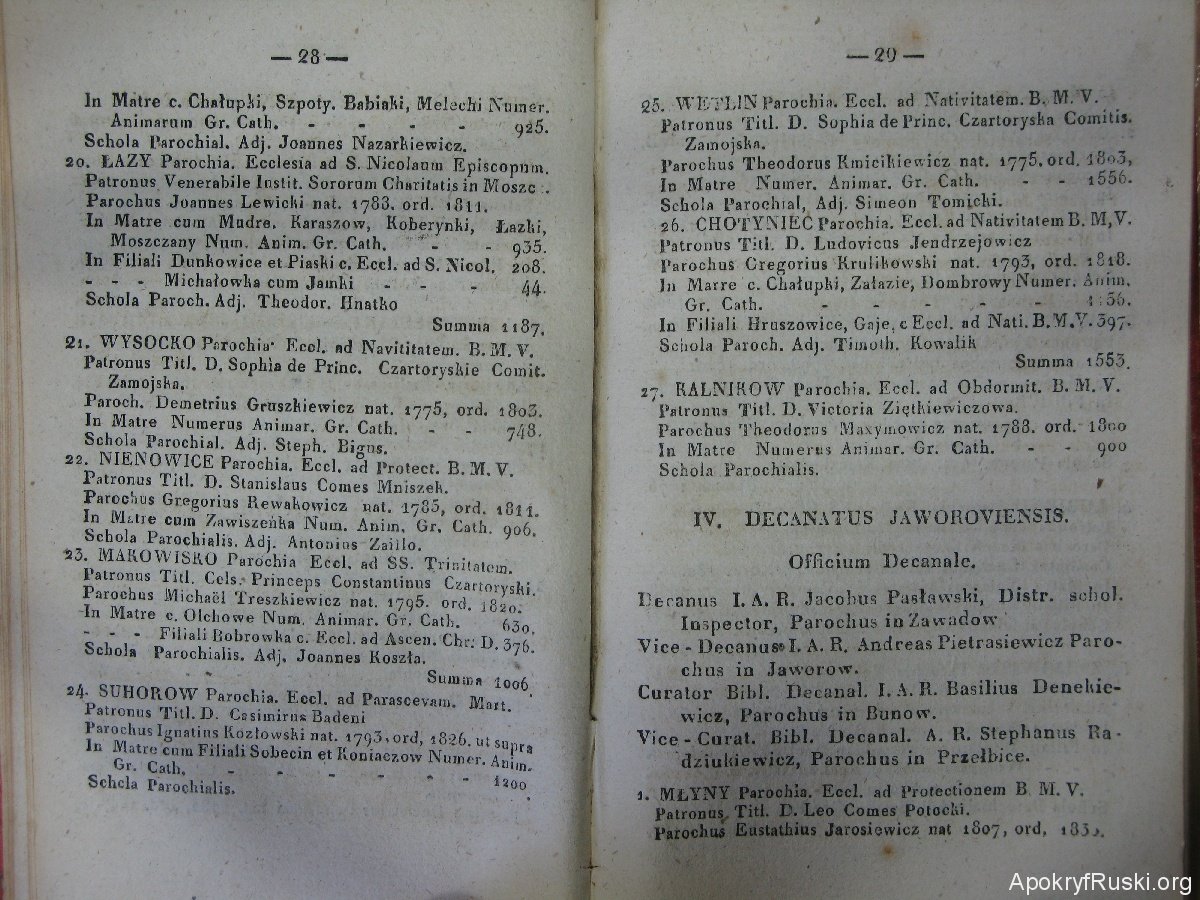 — 28 —
In Matre c. Chałupki, Szpoty. Babiaki, Melechi Numer.
Animarum Gr. Cath. - - - - 925.
Schola Parochial. Adj. Joannes Nazarkiewicz.
20. ŁAZY Parochia. Ecclesia ad S. Nicolaum Episcopum.
Patronus Venerabile Instit. Sororum Charitatis in Moszc
Parochus Joannes Lewicki nat. 1783. ord. 1811.
In Matre cum Mudre. Karaszow, Koberynki, Łazki,
Moszczany Num. Anim. Gr. Cath. - - 935.
In Filiali Dunkowice et Piaski c. Eccl. ad S. Nicol. 208.
- - - Michałowka cum Jamki - - - 44.
Schola Paroch. Adj. Theodor. Hnatko
Summa 1187.
21. WYSOCKO Parochia. Eccl. ad Navititatem. B. M. V.
Patronus Titl. D. Sophia de Princ. Czartoryskie Comit.
Zamojska.
Paroch. Demetrius Gruszkiewicz nat. 1775, ord. 1803.
In Matre Numerus Animar. Gr. Cath. - - 748.
Schola Parochial. Adj. Steph. Bigus.
22. NIENOWICE Parochia. Eccl. ad Protect. B. M. V.
Patronus Titl. D. Stanislaus Comes Mniszek.
Parochus Gregorius Rewakowicz nat. 1785, ord. 1811.
In Matre cum Zawiszeńka Num. Anim. Gr. Cath. 906.
Schola Parochialis. Adj. Antonius Zaiłło.
23. MAKOWISKO Parochia Eccl. ad SS. Trinitatem.
Patronus Titl. Cels. Princeps Constantinus Czartoryski.
Parochus Michaël Treszkiewicz nat. 1795. ord. 1820.
In Matre c. Olchowe Num. Animar. Gr. Cath. 630.
- - - Filiali Bobrowka c. Eccl. ad Ascen. Chr. D. 376.
Schola Parochialis. Adj. Joannes Koszła.
Summa 1006
24. SUHOROW Parochia. Eccl. ad Parascevam. Mart.
Patronus Titl. D. Casimirus Badeni
Parochus Ignatius Kozłowski nat. 1793, ord, 1826. ut supra
In Matre cum Filiali Sobecin et Koniaczow Numer. Anim.
Gr. Cath. - - - - - - 1200
Schola Parochialis.
— 29 —
25. WETLIN Parochia. Eccl. ad Nativitatem. B. M. V.
Patronus Titl. D. Sophia de Princ. Czartoryska Comitis.
Zamojska.
Parochus Theodorus Kmicikiewicz nat. 1775, ord. 1803,
In Matre Numer. Animar. Gr. Cath. - - 1556.
Schola Parochial, Adj. Simeon Tomicki.
26. CHOTYNIEC Parochia. Eccl. ad Nativitatem B. M, V.
Patronus Titl. D. Ludovicus Jendrzejowicz
Parochus Gregorius Krulikowski nat. 1793, ord. 1818.
In Marre c. Chałupki, Załazie, Dombrowy Numer. Anim.
Gr. Cath. - - - - - -
In Filiali Hruszowice, Gaje, c Eccl. ad Nati. B. M. V. 397.
Schola Paroch. Adj. Timoth. Kowalik
Summa 1553.
27. KALNIKOW Parochia. Eccl. ad Obdormit. B. M. V.
Patronus Titl. D. Victoria Ziętkiewiczowa.
Parochus Theodorus Maxymowicz nat. 1788. ord. 1800
In Matre Numerus Animar. Gr. Cath. - - 900
Schola Parochialis.
IV. DECANATUS JAWOROVIENSIS.
Officium Decanale.
Decanus I. A. R. Jacobus Pasławski, Distr. schol.
Inspector, Parochus in Zawadow
Vice - Decanus I. A. R. Andreas Pietrasiewicz Paro-
chus in Jaworow.
Curator Bibl. Decanal. I. A. R. Basilius Denekie-
wicz, Parochus in Bunow.
Vice - Curat. Bibl. Decanal. A. R. Stephanus Ra-
dziukiewicz, Parochus in Przełbice.
1. MŁYNY Parochia. Eccl. ad Protectionem B M. V.
Patronus Titl. D. Leo Comes Potocki.
Parochus Eustathius Jarosiewicz nat 1807, ord,
ApokryfRuski.org